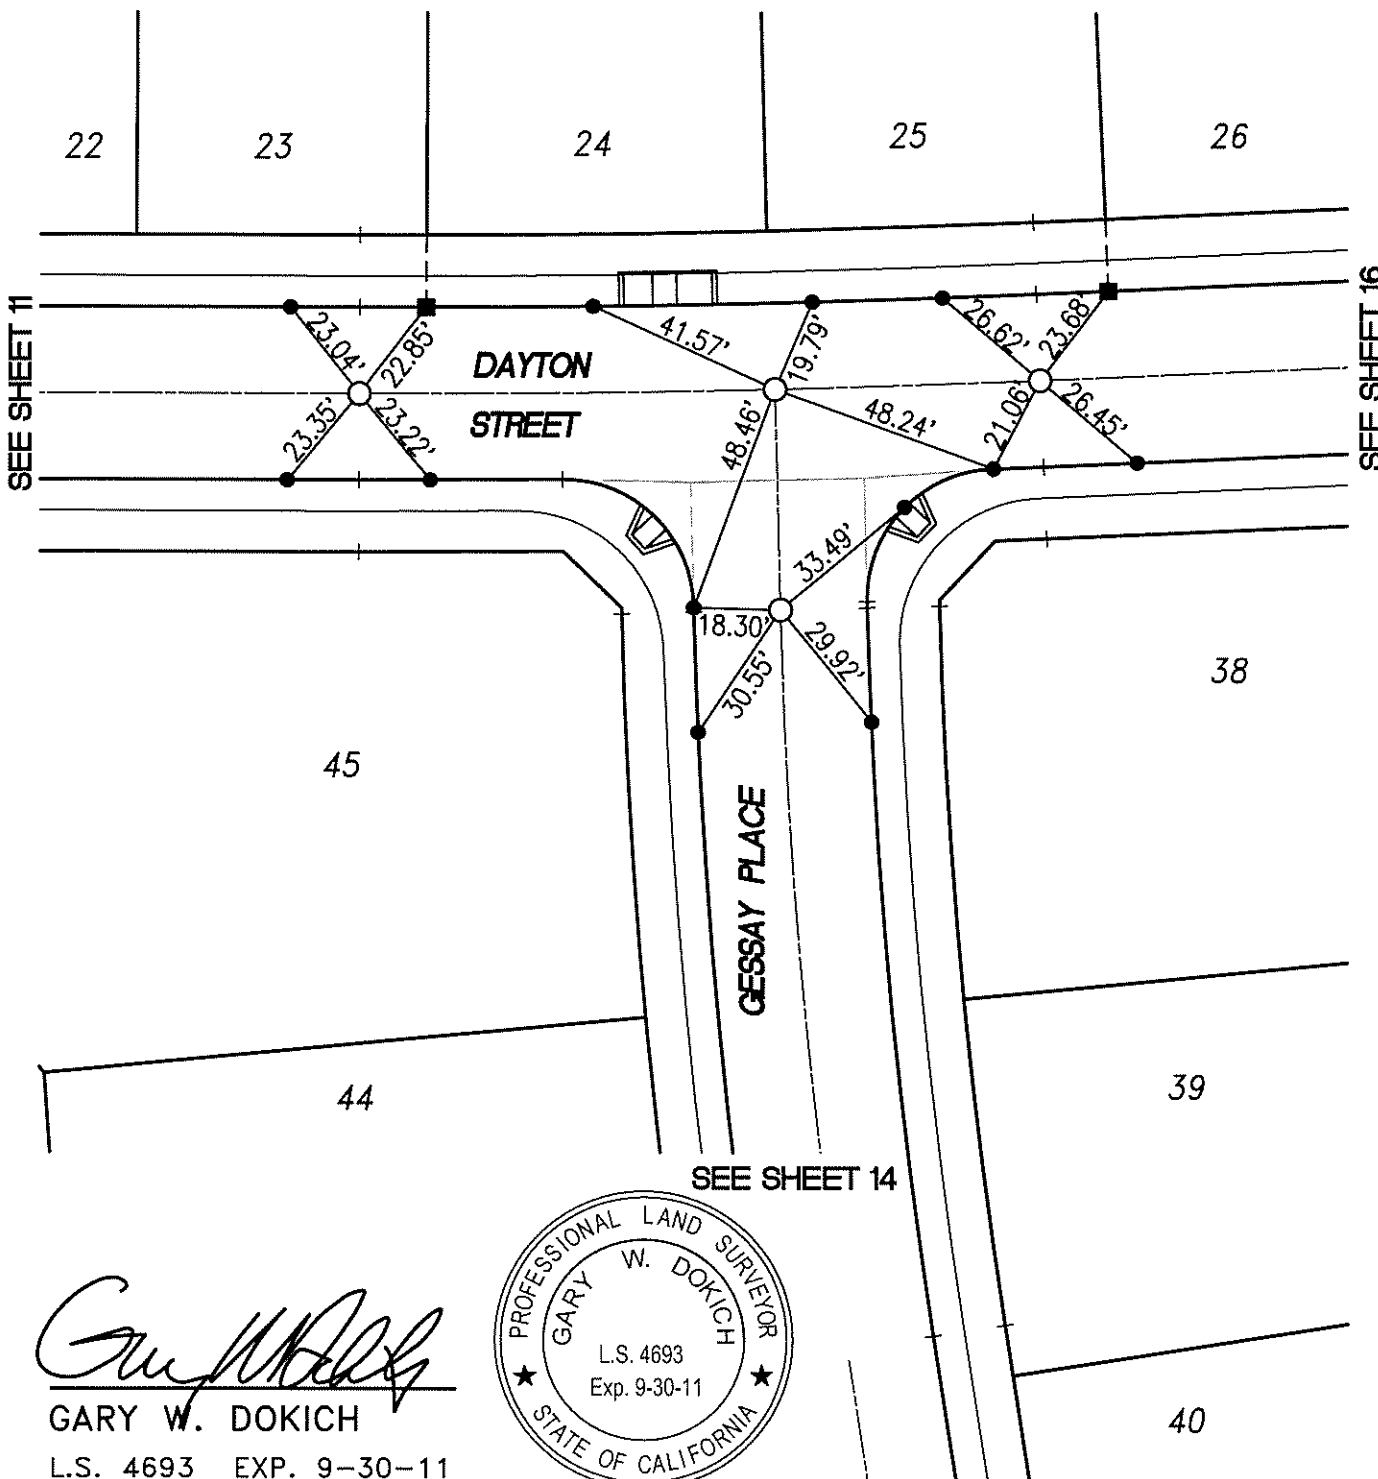 22
23
24
25
26
SEE SHEET 11
SEE SHEET 16
23.04'
22.85'
41.57'
19.79'
26.62'
23.68'
DAYTON
STREET
23.35'
23.22'
48.46'
48.24'
21.06'
26.45'
33.49'
18.30'
30.55'
29.92'
38
45
GESSAY PLACE
44
39
SEE SHEET 14
PROFESSIONAL LAND SURVEYOR
GARY W. DOKICH
L.S. 4693
Exp. 9-30-11
STATE OF CALIFORNIA
GARY W. DOKICH
L.S. 4693 EXP. 9-30-11
40